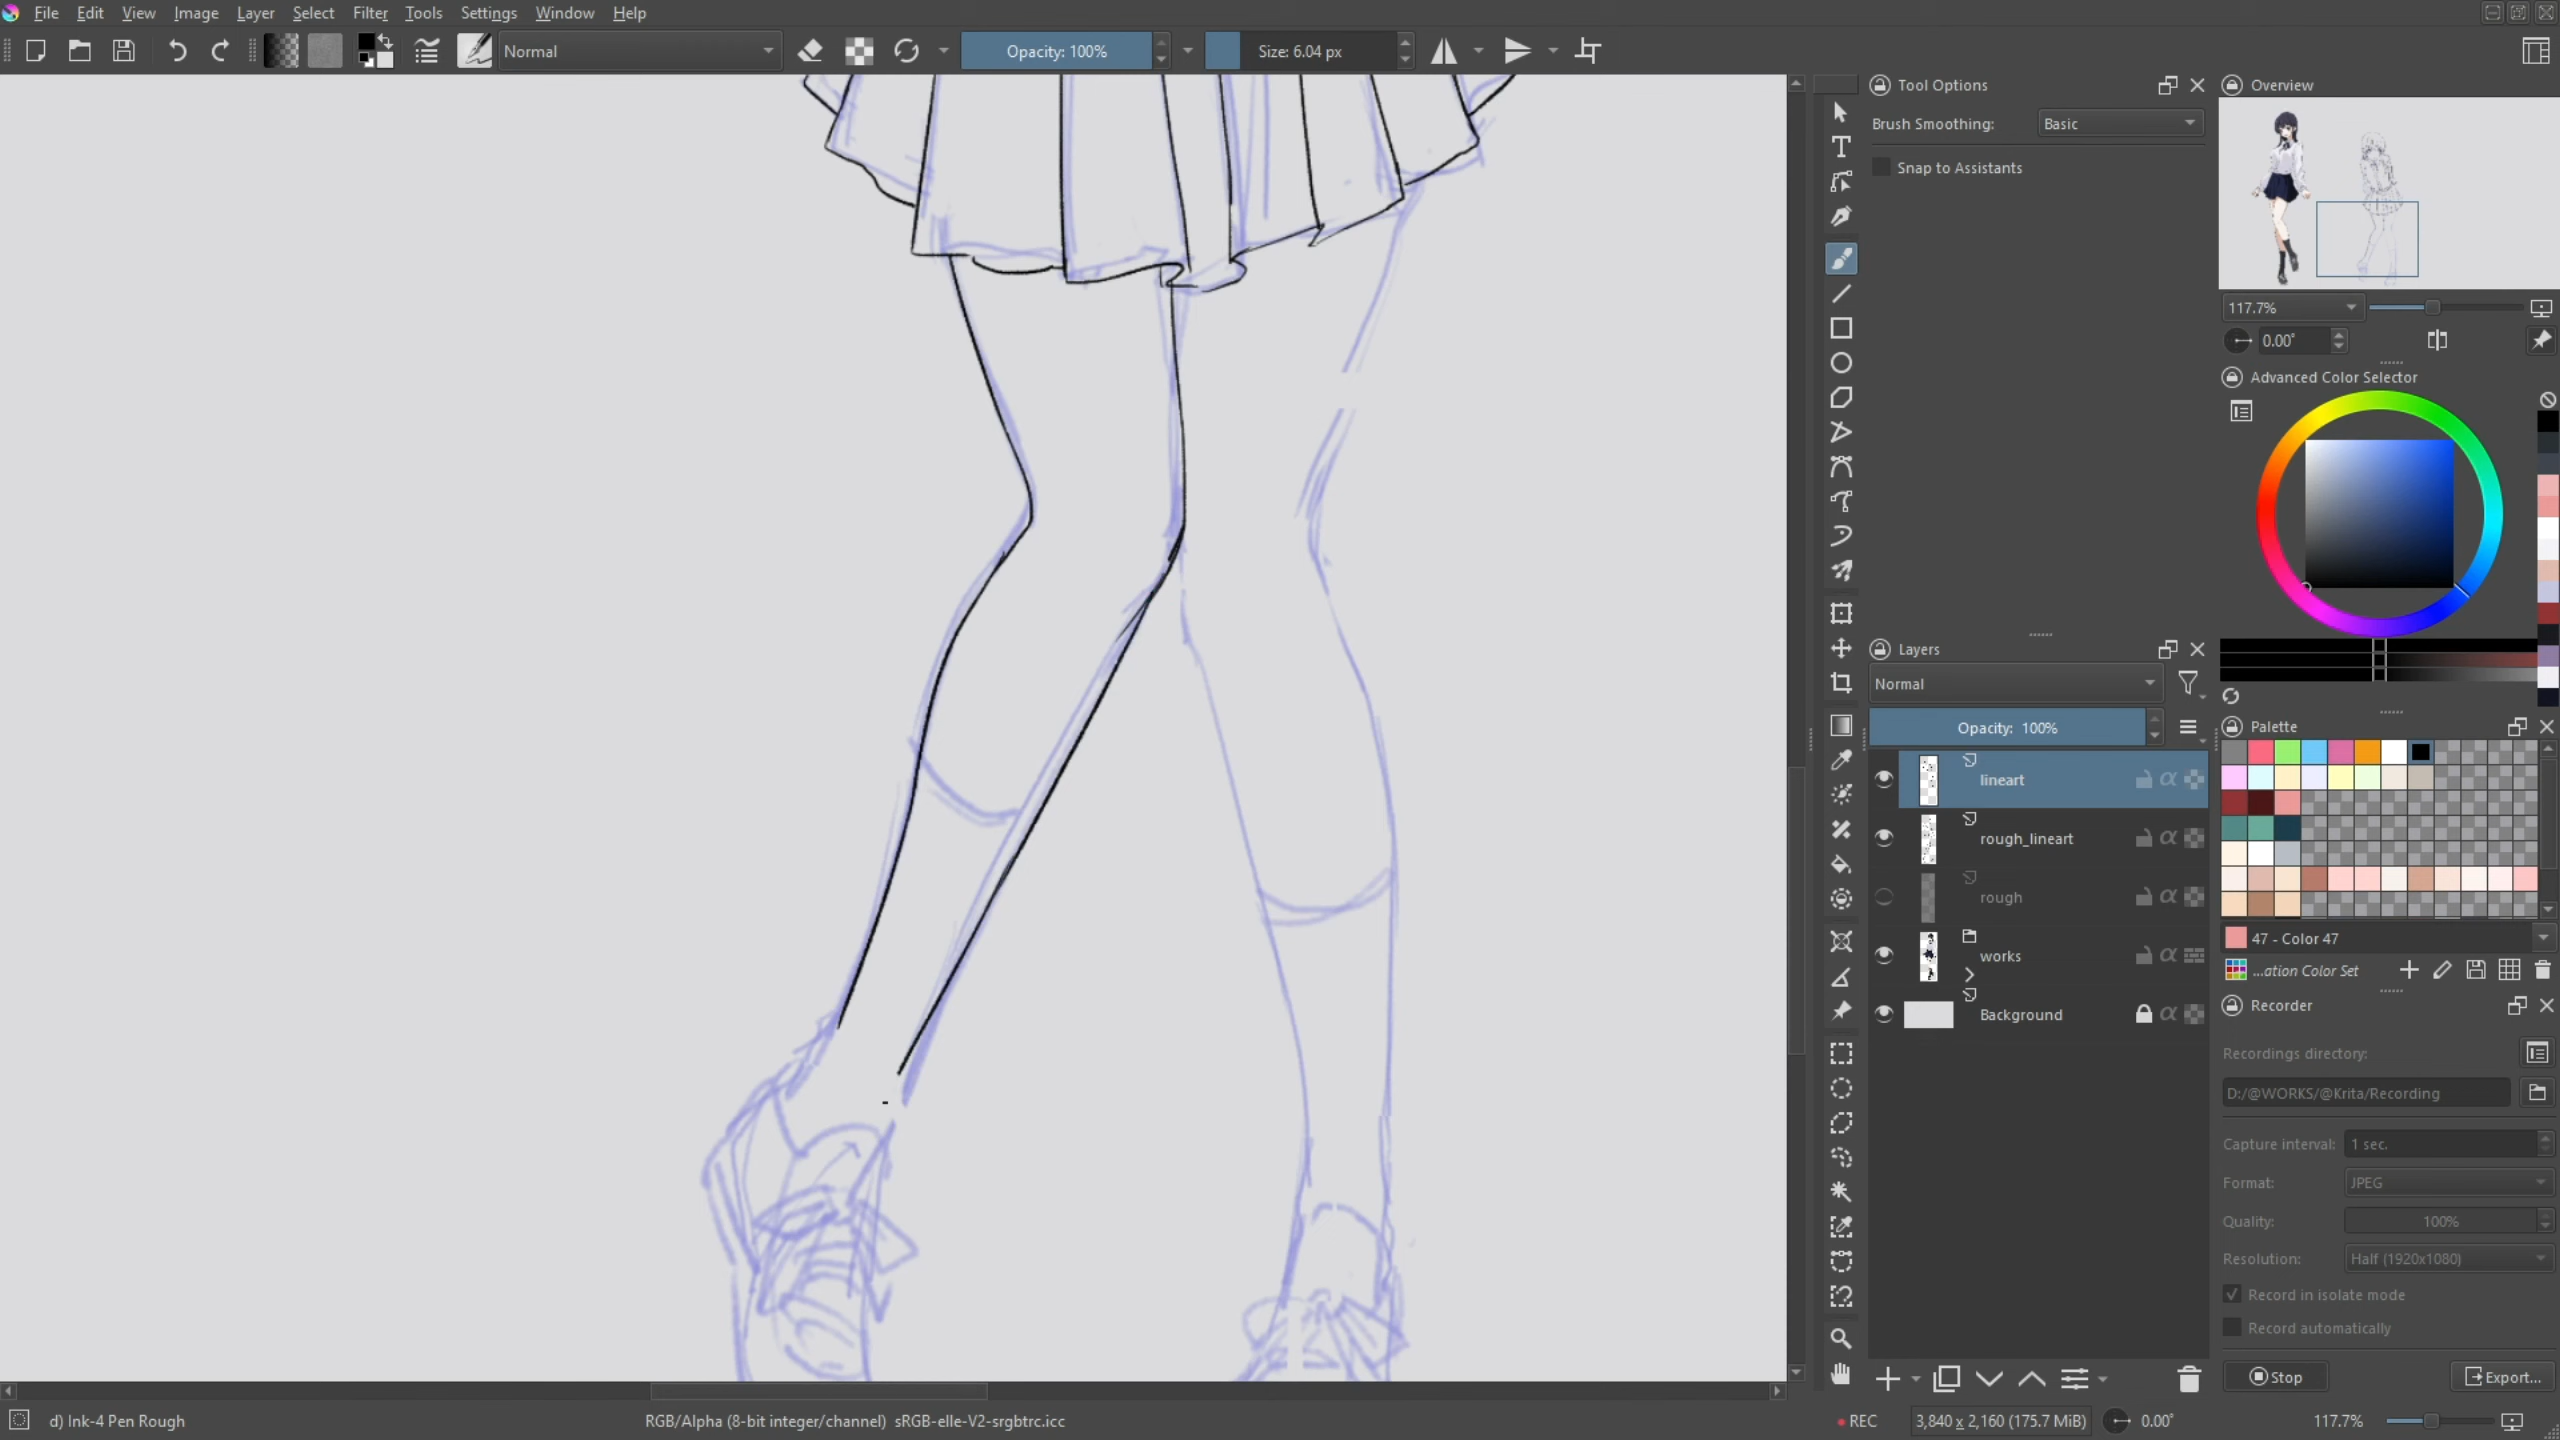 File Edit View Image Layer Select Filter Tools Settings Window Help
Normal
Opacity: 100%
Size: 6.04 px
Tool Options
Brush Smoothing: Basic
Snap to Assistants
Overview
117.7%
0.00°
Advanced Color Selector
Layers
Normal
Opacity: 100%
lineart
rough_lineart
rough
works
Background
Palette
47 - Color 47
...ation Color Set
Recorder
Recordings directory:
D:/@WORKS/@Krita/Recording
Capture interval: 1 sec.
Format: JPEG
Quality: 100%
Resolution: Half (1920x1080)
Record in isolate mode
Record automatically
Stop Export...
d) Ink-4 Pen Rough
RGB/Alpha (8-bit integer/channel) sRGB-elle-V2-srgbtrc.icc
REC
3,840 x 2,160 (175.7 MiB)
0.00°
117.7%